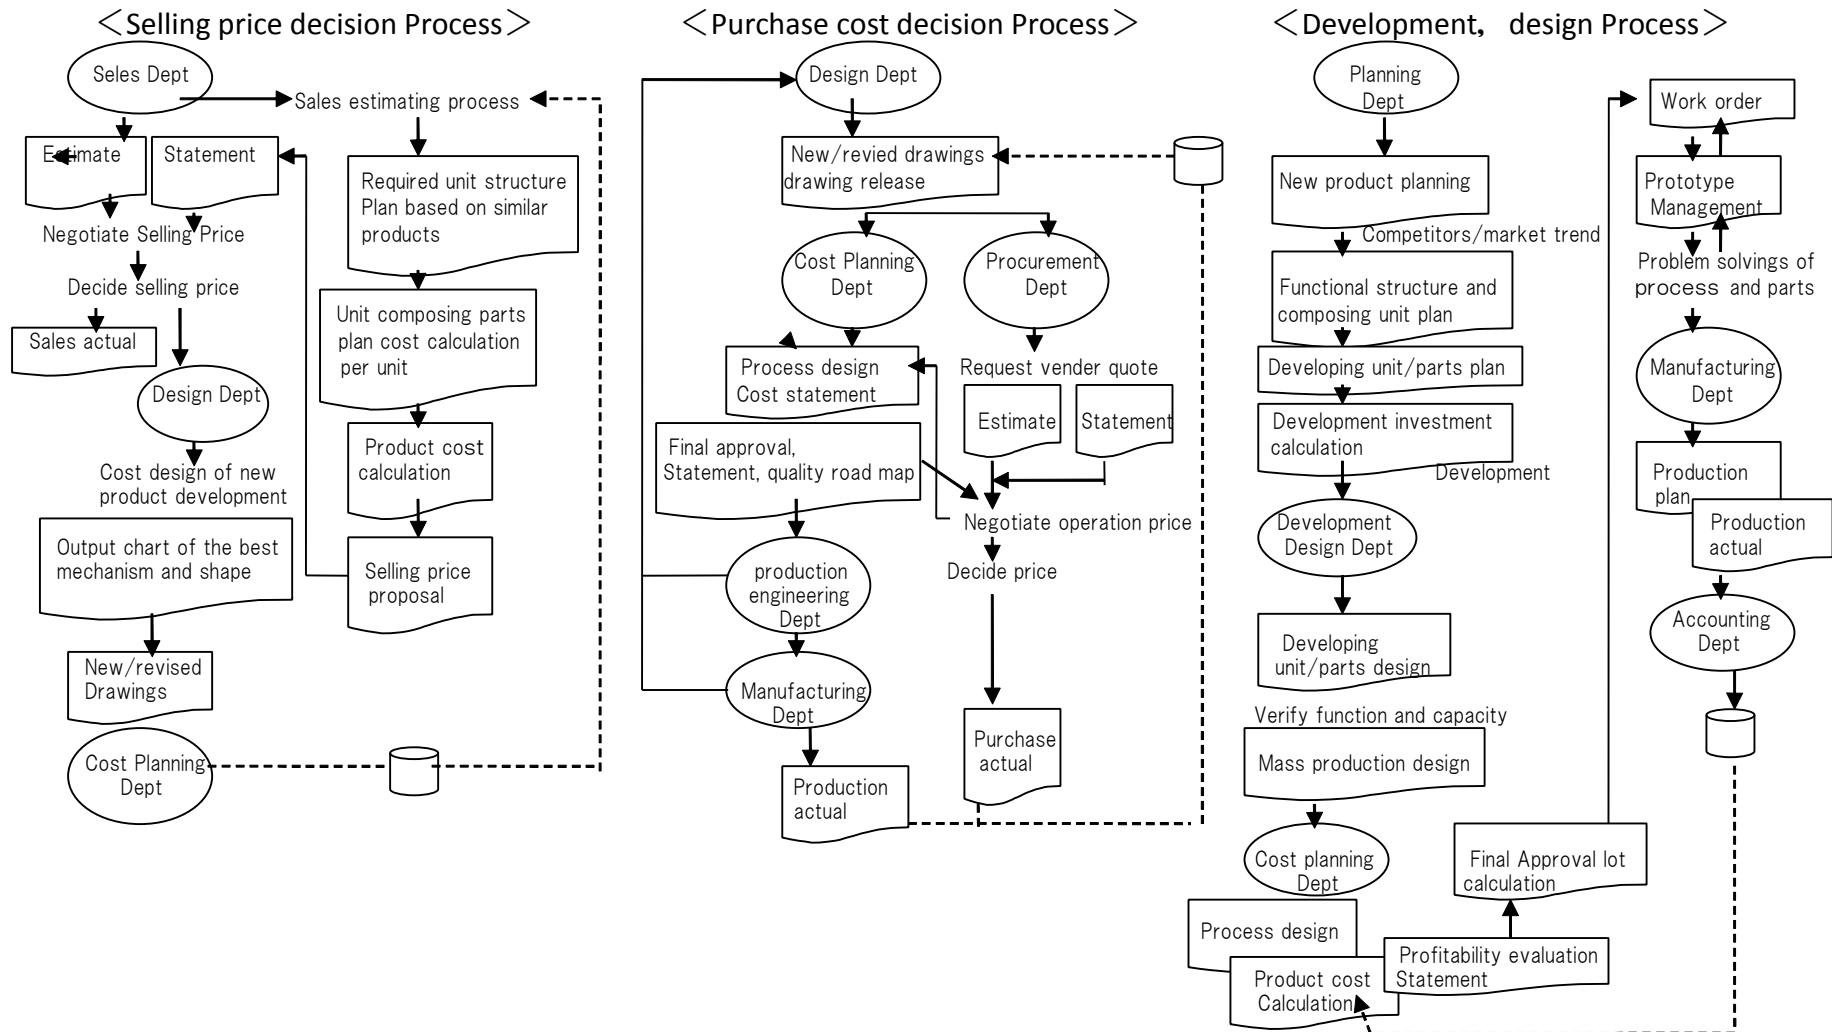 ＜Selling price decision Process＞
Seles Dept
Sales estimating process
Estimate
Statement
Required unit structure
Plan based on similar
products
Negotiate Selling Price
Decide selling price
Sales actual
Unit composing parts
plan cost calculation
per unit
Design Dept
Product cost
calculation
Cost design of new
product development
Output chart of the best
mechanism and shape
Selling price
proposal
New/revised
Drawings
Cost Planning
Dept
＜Purchase cost decision Process＞
Design Dept
New/revied drawings
drawing release
Cost Planning
Dept
Procurement
Dept
Process design
Cost statement
Request vender quote
Estimate
Statement
Final approval,
Statement, quality road map
Negotiate operation price
Decide price
production
engineering
Dept
Manufacturing
Dept
Purchase
actual
Production
actual
＜Development， design Process＞
Planning
Dept
New product planning
Competitors/market trend
Functional structure and
composing unit plan
Developing unit/parts plan
Development investment
calculation
Development
Development
Design Dept
Developing
unit/parts design
Verify function and capacity
Mass production design
Cost planning
Dept
Process design
Product cost
Calculation
Profitability evaluation
Statement
Final Approval lot
calculation
Work order
Prototype
Management
Problem solvings of
process and parts
Manufacturing
Dept
Production
plan
Production
actual
Accounting
Dept